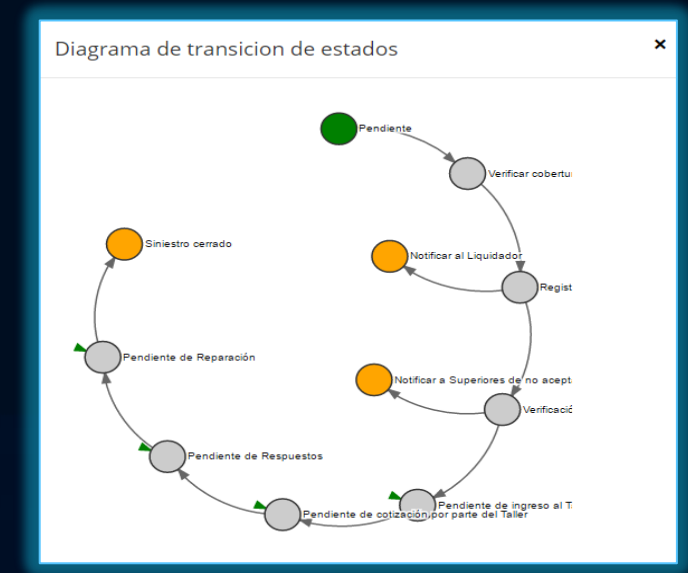 Diagrama de transicion de estados
×
Pendiente
Verificar cobertu
Siniestro cerrado
Notificar al Liquidador
Regist
Pendiente de Reparación
Notificar a Superiores de no acept
Verificació
Pendiente de Respuestos
Pendiente de ingreso al T
Pendiente de cotización por parte del Taller